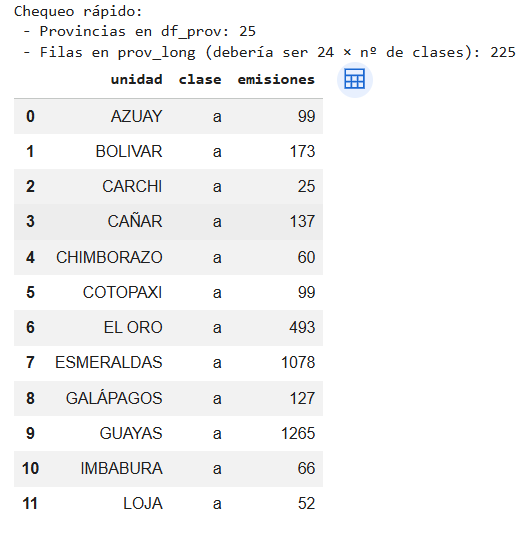 Chequeo rápido:
- Provincias en df_prov: 25
- Filas en prov_long (debería ser 24 × nº de clases): 225
unidad clase emisiones
0 AZUAY a 99
1 BOLIVAR a 173
2 CARCHI a 25
3 CAÑAR a 137
4 CHIMBORAZO a 60
5 COTOPAXI a 99
6 EL ORO a 493
7 ESMERALDAS a 1078
8 GALÁPAGOS a 127
9 GUAYAS a 1265
10 IMBABURA a 66
11 LOJA a 52